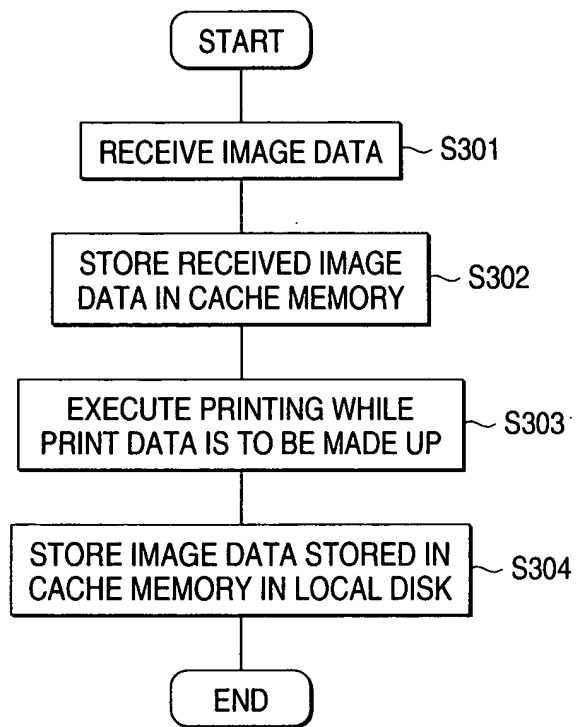 START
RECEIVE IMAGE DATA
S301
STORE RECEIVED IMAGE
DATA IN CACHE MEMORY
S302
EXECUTE PRINTING WHILE
PRINT DATA IS TO BE MADE UP
S303
STORE IMAGE DATA STORED IN
CACHE MEMORY IN LOCAL DISK
S304
END